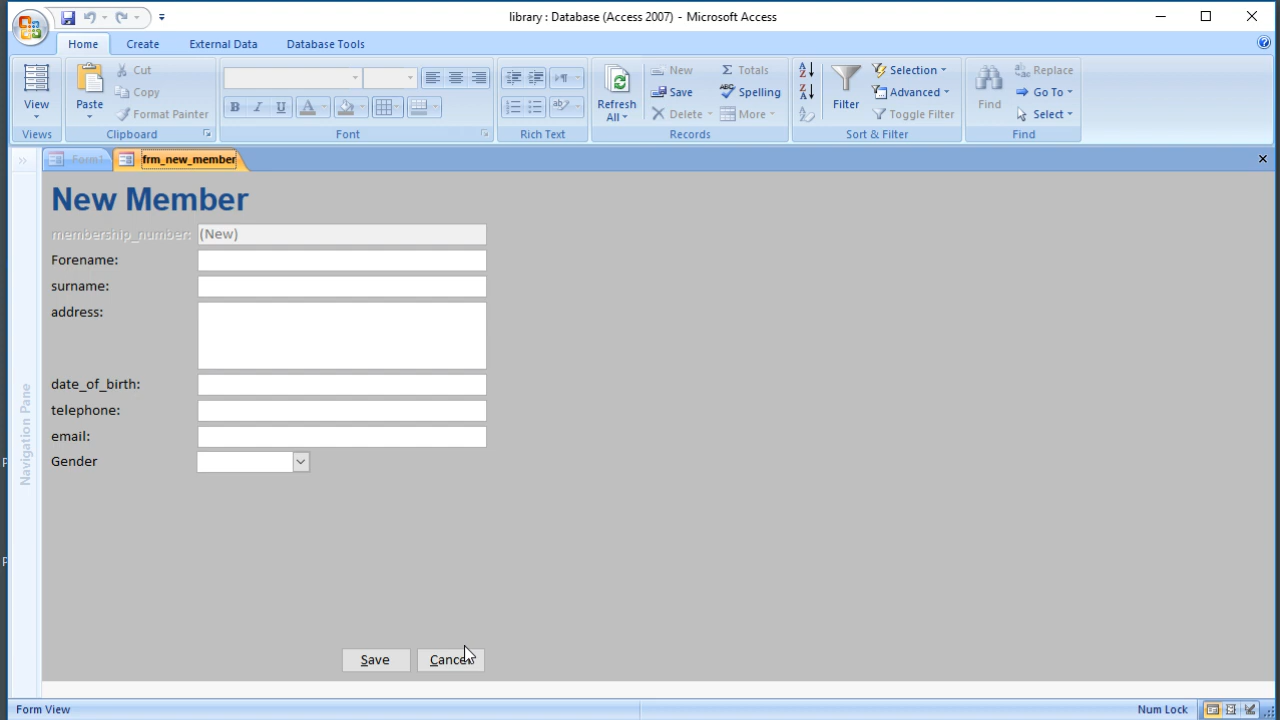 library : Database (Access 2007) - Microsoft Access
Home Create External Data Database Tools
View
Views
Paste
Cut
Copy
Format Painter
Clipboard
B I U A
Font
Rich Text
Refresh All
New
Save
Delete
Totals
Spelling
More
Records
Filter
Selection
Advanced
Toggle Filter
Sort & Filter
Find
Replace
Go To
Select
Find
Form1 frm_new_member
Navigation Pane
New Member
membership_number: (New)
Forename:
surname:
address:
date_of_birth:
telephone:
email:
Gender
Save Cancel
Form View Num Lock